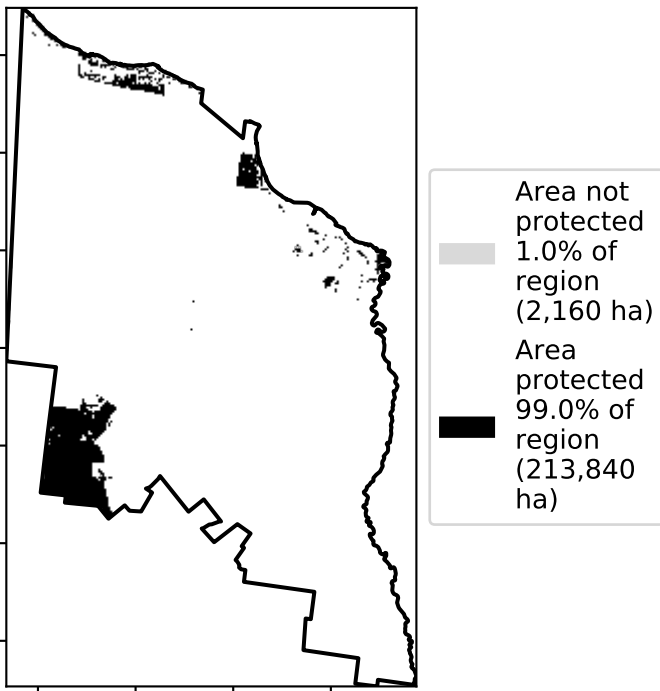 Area not
protected
1.0% of
region
(2,160 ha)
Area
protected
99.0% of
region
(213,840
ha)